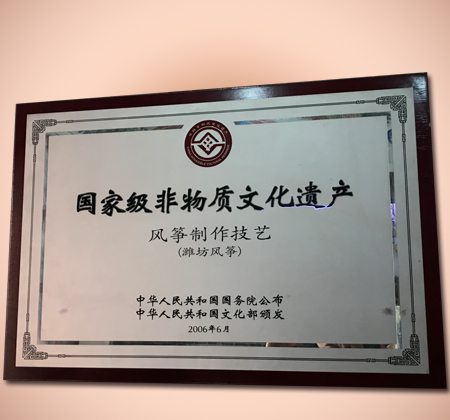 国家级非物质文化遗产
风筝制作技艺
(潍坊风筝)
中华人民共和国国务院公布
中华人民共和国文化部颁发
2006年6月